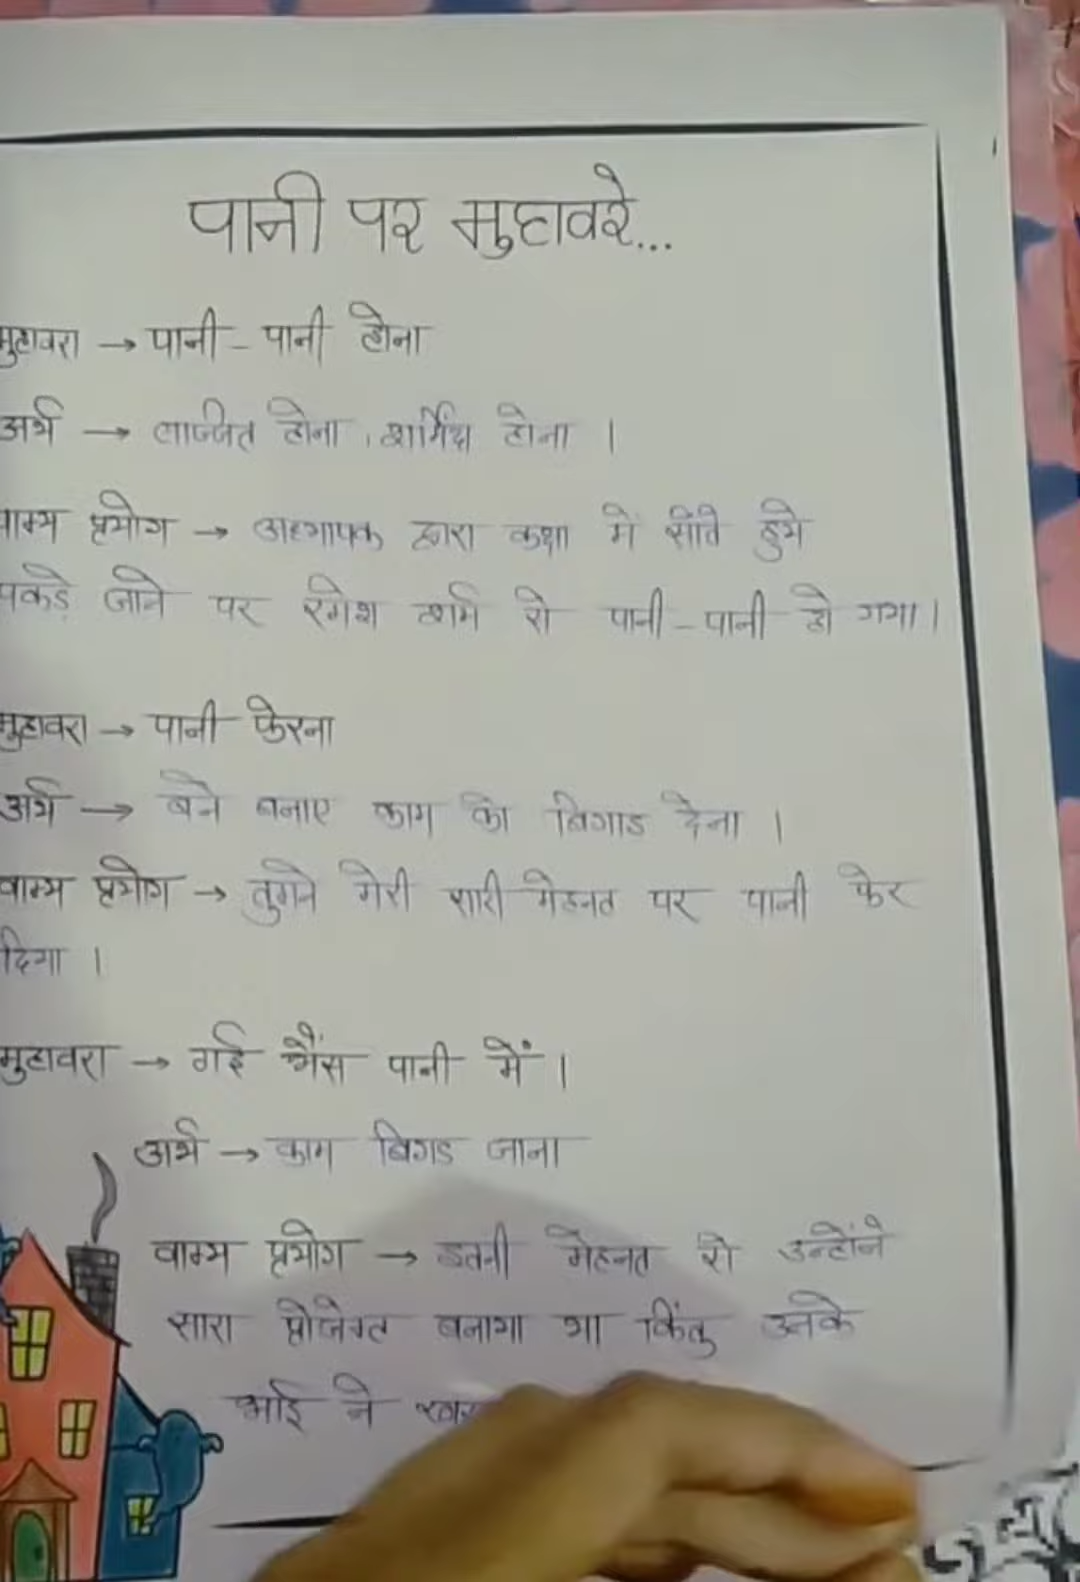 पानी पर मुहावरे...
मुहावरा → पानी - पानी होना
अर्थ → लज्जित होना, शर्मिंदा होना ।
वाक्य प्रयोग → अध्यापक द्वारा कक्षा में सोते हुये
पकड़े जाने पर रमेश शर्म से पानी - पानी हो गया ।
मुहावरा → पानी फेरना
अर्थ → बने बनाए काम को बिगाड देना ।
वाक्य प्रयोग → तुमने मेरी सारी मेहनत पर पानी फेर
दिया ।
मुहावरा → गई भैंस पानी में ।
अर्थ → काम बिगड जाना
वाक्य प्रयोग → इतनी मेहनत से उन्होंने
सारा प्रोजेक्ट बनाया था किंतु उनके
भाई ने